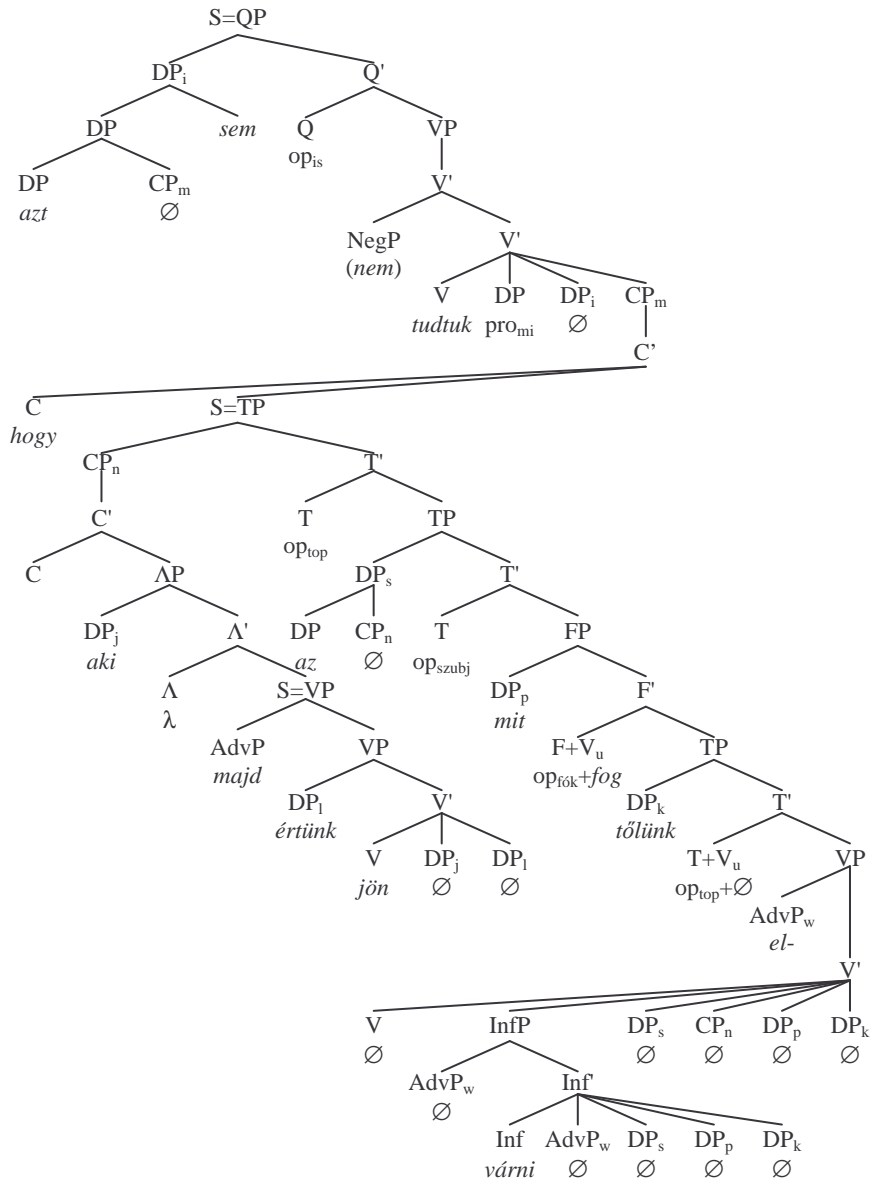 S=QP
DPᵢ Q'
DP sem Q VP
opᵢₛ
DP CPₘ V'
azt ∅
NegP V'
(nem)
V DP DPᵢ CPₘ
tudtuk proₘᵢ ∅
C’
C S=TP
hogy
CPₙ T'
C' T TP
opₜₒₚ
C ΛP DPₛ T'
DPⱼ Λ' DP CPₙ T FP
aki az ∅ opₛzᵤbⱼ
Λ S=VP DPₚ F'
λ mit
AdvP VP F+Vᵤ TP
majd opfók+fog
DPₗ V' DPₖ T'
értünk tőlünk
V DPⱼ DPₗ T+Vᵤ VP
jön ∅ ∅ opₜₒₚ+∅
AdvP_w
el-
V'
V InfP DPₛ CPₙ DPₚ DPₖ
∅ ∅ ∅ ∅ ∅
AdvP_w Inf'
∅
Inf AdvP_w DPₛ DPₚ DPₖ
várni ∅ ∅ ∅ ∅